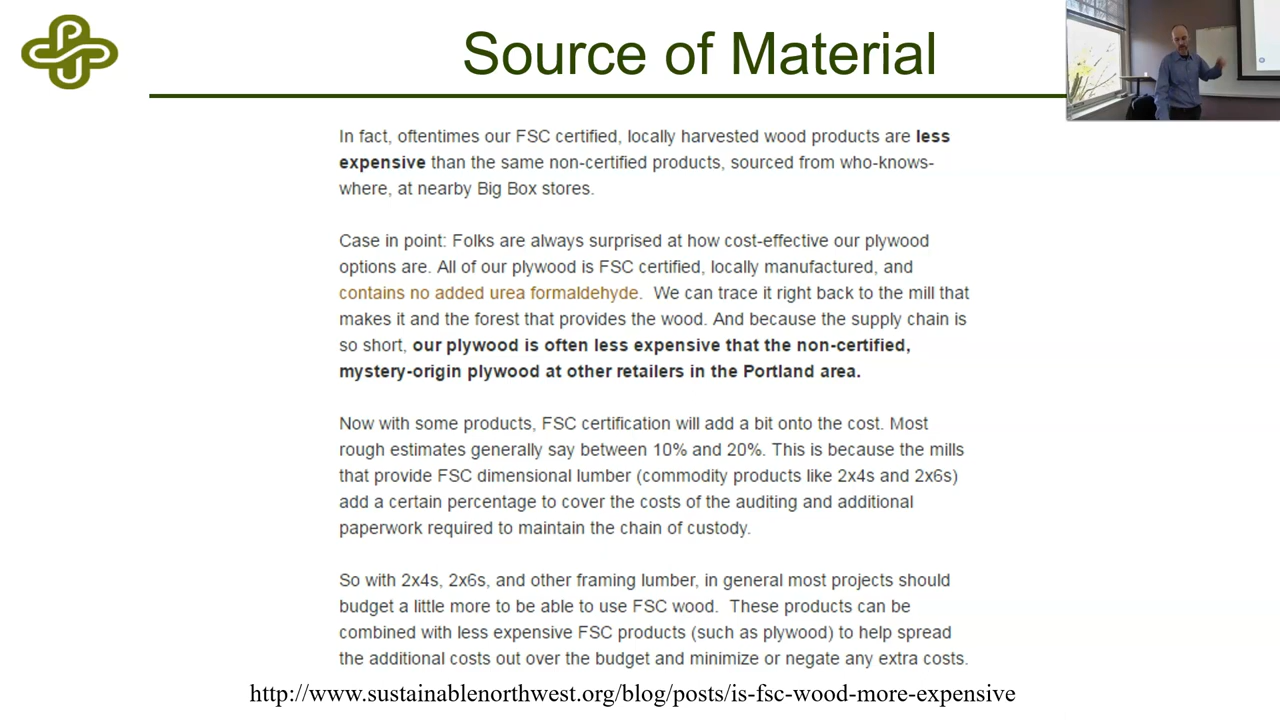 Source of Material
In fact, oftentimes our FSC certified, locally harvested wood products are less
expensive than the same non-certified products, sourced from who-knows-
where, at nearby Big Box stores.
Case in point: Folks are always surprised at how cost-effective our plywood
options are. All of our plywood is FSC certified, locally manufactured, and
contains no added urea formaldehyde. We can trace it right back to the mill that
makes it and the forest that provides the wood. And because the supply chain is
so short, our plywood is often less expensive that the non-certified,
mystery-origin plywood at other retailers in the Portland area.
Now with some products, FSC certification will add a bit onto the cost. Most
rough estimates generally say between 10% and 20%. This is because the mills
that provide FSC dimensional lumber (commodity products like 2x4s and 2x6s)
add a certain percentage to cover the costs of the auditing and additional
paperwork required to maintain the chain of custody.
So with 2x4s, 2x6s, and other framing lumber, in general most projects should
budget a little more to be able to use FSC wood. These products can be
combined with less expensive FSC products (such as plywood) to help spread
the additional costs out over the budget and minimize or negate any extra costs.
http://www.sustainablenorthwest.org/blog/posts/is-fsc-wood-more-expensive